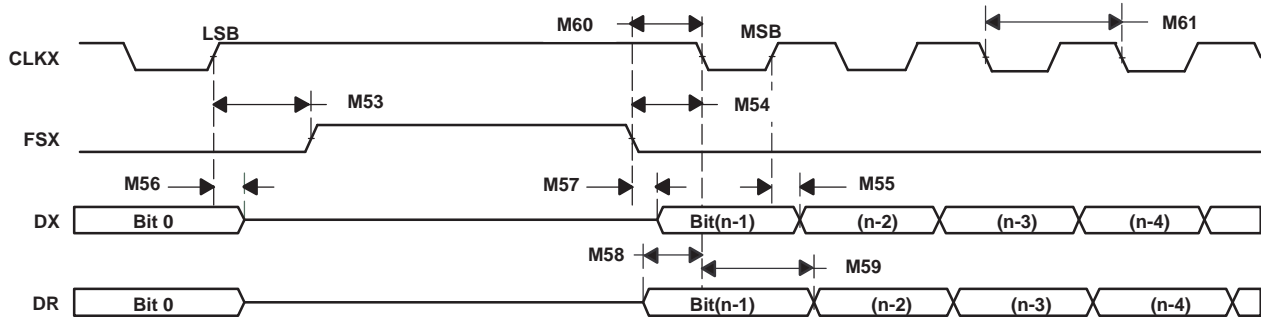 M60 M61
LSB MSB
CLKX
M53 M54
FSX
M56 M57 M55
DX Bit 0 Bit(n-1) (n-2) (n-3) (n-4)
M58 M59
DR Bit 0 Bit(n-1) (n-2) (n-3) (n-4)